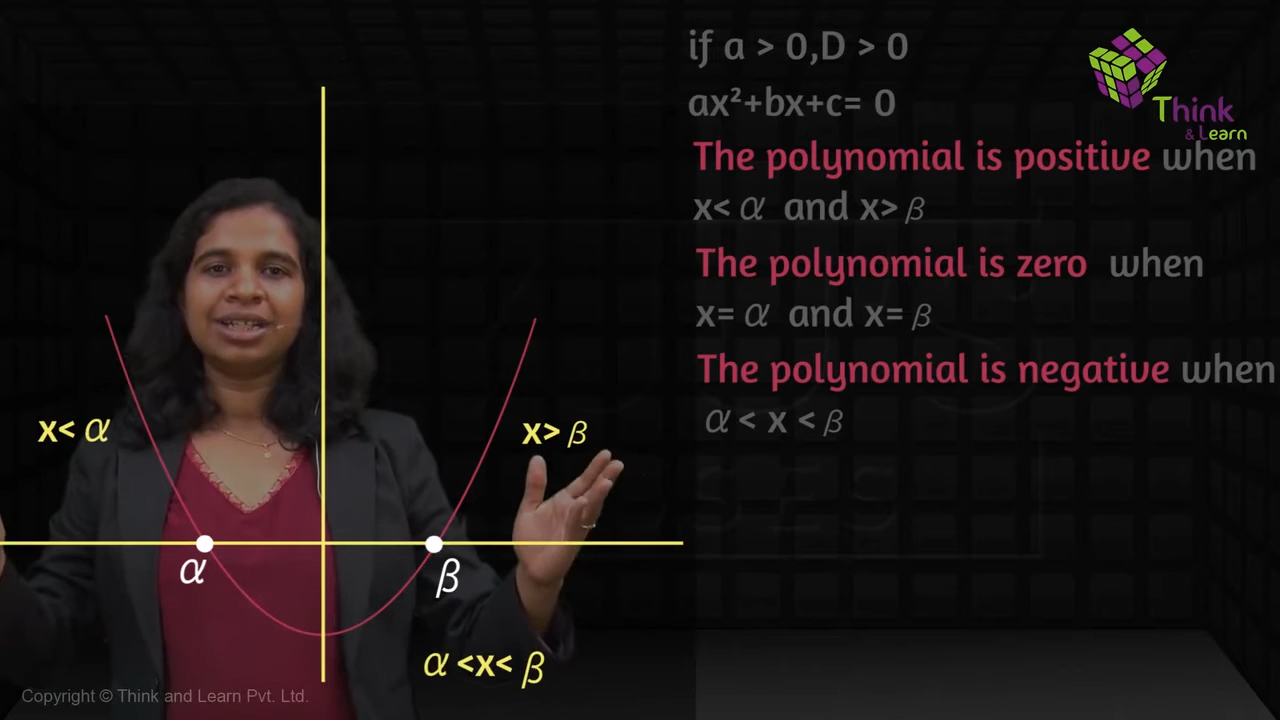 if a > 0,D > 0
ax²+bx+c= 0
Think
& Learn
The polynomial is positive when
x< α and x> β
The polynomial is zero when
x= α and x= β
The polynomial is negative when
α < x < β
x< α
x> β
α
β
α <x< β
Copyright © Think and Learn Pvt. Ltd.